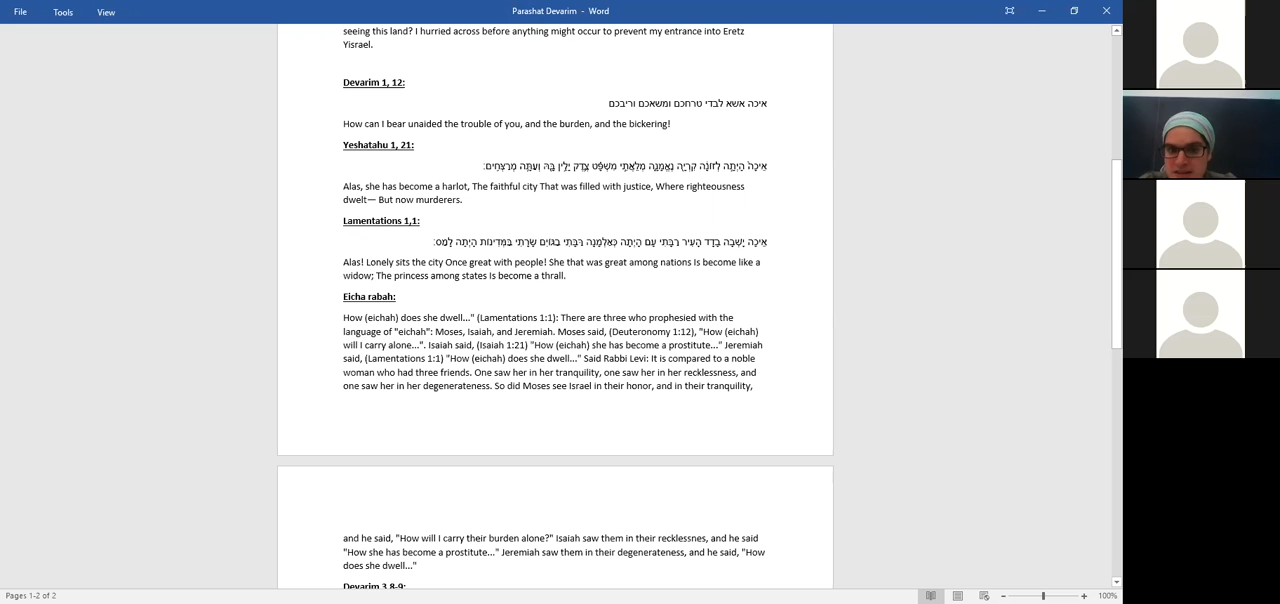 File Tools View Parashat Devarim - Word
seeing this land? I hurried across before anything might occur to prevent my entrance into Eretz
Yisrael.
Devarim 1, 12:
איכה אשא לבדי טרחכם ומשאכם וריבכם
How can I bear unaided the trouble of you, and the burden, and the bickering!
Yeshatahu 1, 21:
אֵיכָה֙ הָיְתָ֣ה לְזוֹנָ֔ה קִרְיָ֖ה נֶאֱמָנָ֑ה מְלֵאֲתִ֣י מִשְׁפָּ֗ט צֶ֛דֶק יָלִ֥ין בָּ֖הּ וְעַתָּ֥ה מְרַצְּחִֽים׃
Alas, she has become a harlot, The faithful city That was filled with justice, Where righteousness
dwelt— But now murderers.
Lamentations 1,1:
אֵיכָה יָשְׁבָה בָדָד הָעִיר רַבָּתִי עָם הָיְתָה כְּאַלְמָנָה רַבָּתִי בַגּוֹיִם שָׂרָתִי בַּמְּדִינוֹת הָיְתָה לָמַס׃
Alas! Lonely sits the city Once great with people! She that was great among nations Is become like a
widow; The princess among states Is become a thrall.
Eicha rabah:
How (eichah) does she dwell..." (Lamentations 1:1): There are three who prophesied with the
language of "eichah": Moses, Isaiah, and Jeremiah. Moses said, (Deuteronomy 1:12), "How (eichah)
will I carry alone...". Isaiah said, (Isaiah 1:21) "How (eichah) she has become a prostitute..." Jeremiah
said, (Lamentations 1:1) "How (eichah) does she dwell..." Said Rabbi Levi: It is compared to a noble
woman who had three friends. One saw her in her tranquility, one saw her in her recklessness, and
one saw her in her degenerateness. So did Moses see Israel in their honor, and in their tranquility,
and he said, "How will I carry their burden alone?" Isaiah saw them in their recklessnes, and he said
"How she has become a prostitute..." Jeremiah saw them in their degenerateness, and he said, "How
does she dwell..."
Devarim 3,8-9:
Pages 1-2 of 2 100%